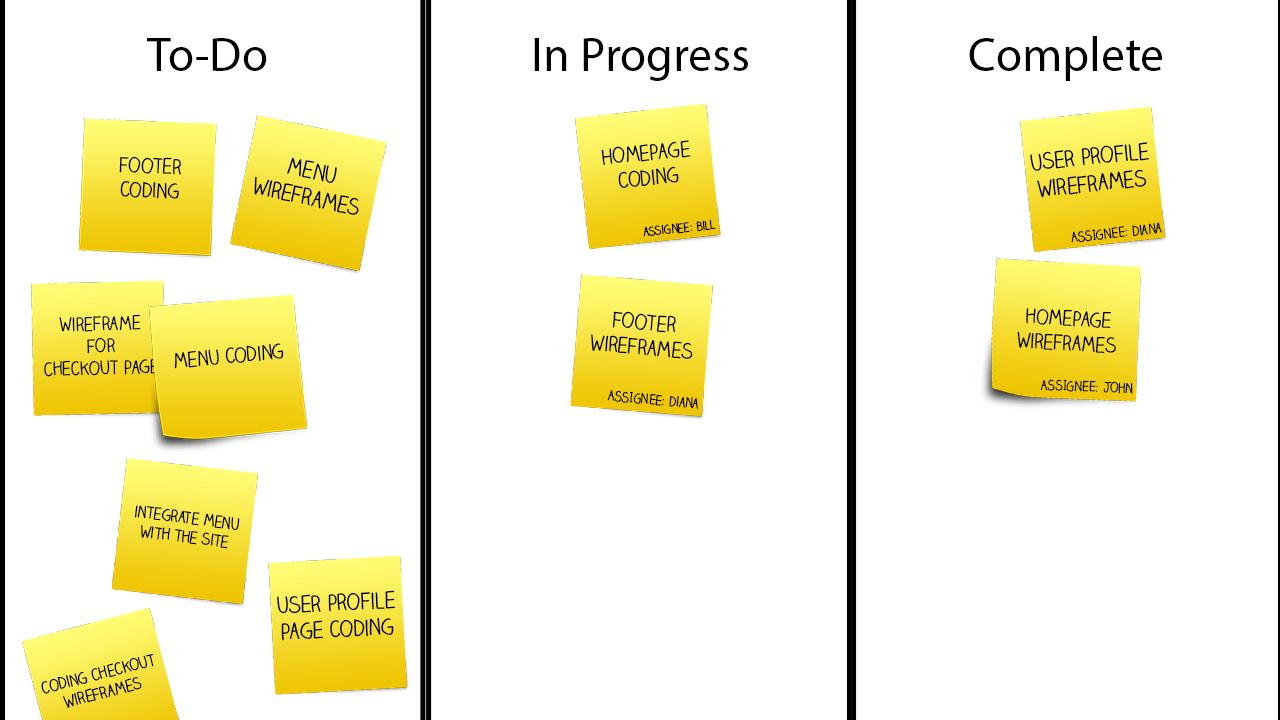 To-Do
FOOTER
CODING
MENU
WIREFRAMES
WIREFRAME
FOR
CHECKOUT PAGE
MENU CODING
INTEGRATE MENU
WITH THE SITE
USER PROFILE
PAGE CODING
CODING CHECKOUT
WIREFRAMES
In Progress
HOMEPAGE
CODING
ASSIGNEE: BILL
FOOTER
WIREFRAMES
ASSIGNEE: DIANA
Complete
USER PROFILE
WIREFRAMES
ASSIGNEE: DIANA
HOMEPAGE
WIREFRAMES
ASSIGNEE: JOHN